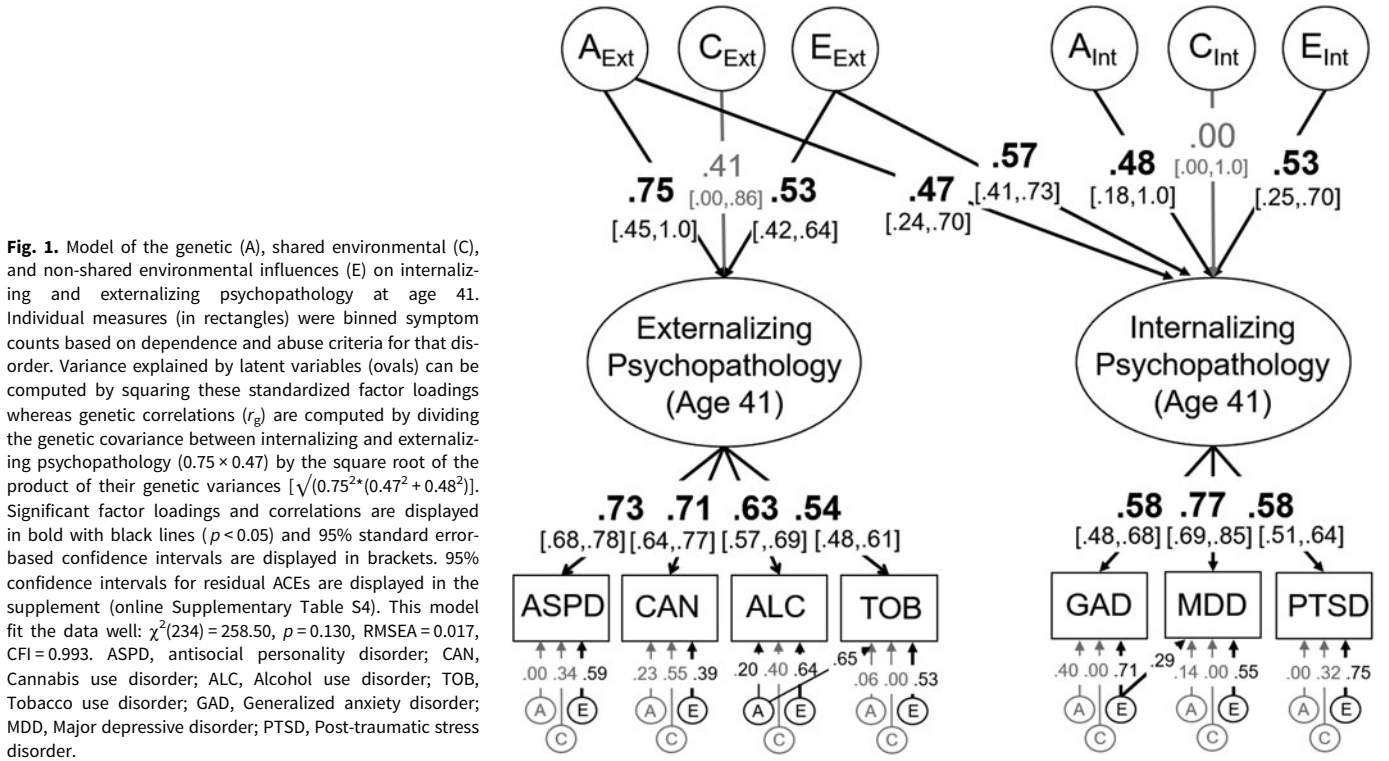 Fig. 1. Model of the genetic (A), shared environmental (C),
and non-shared environmental influences (E) on internaliz-
ing and externalizing psychopathology at age 41.
Individual measures (in rectangles) were binned symptom
counts based on dependence and abuse criteria for that dis-
order. Variance explained by latent variables (ovals) can be
computed by squaring these standardized factor loadings
whereas genetic correlations (rg) are computed by dividing
the genetic covariance between internalizing and externaliz-
ing psychopathology (0.75 × 0.47) by the square root of the
product of their genetic variances [√(0.75²*(0.47² + 0.48²)].
Significant factor loadings and correlations are displayed
in bold with black lines (p < 0.05) and 95% standard error-
based confidence intervals are displayed in brackets. 95%
confidence intervals for residual ACEs are displayed in the
supplement (online Supplementary Table S4). This model
fit the data well: χ²(234) = 258.50, p = 0.130, RMSEA = 0.017,
CFI = 0.993. ASPD, antisocial personality disorder; CAN,
Cannabis use disorder; ALC, Alcohol use disorder; TOB,
Tobacco use disorder; GAD, Generalized anxiety disorder;
MDD, Major depressive disorder; PTSD, Post-traumatic stress
disorder.
A Ext C Ext E Ext A Int C Int E Int
.75 .41 .53 .47 .57 .48 .00 .53
[.45,1.0] [.00,.86] [.42,.64] [.24,.70] [.41,.73] [.18,1.0] [.00,1.0] [.25,.70]
Externalizing
Psychopathology
(Age 41)
Internalizing
Psychopathology
(Age 41)
.73 .71 .63 .54
[.68,.78] [.64,.77] [.57,.69] [.48,.61]
.58 .77 .58
[.48,.68] [.69,.85] [.51,.64]
ASPD CAN ALC TOB
GAD MDD PTSD
.00 .34 .59 .23 .55 .39 .20 .40 .64 .65 .06 .00 .53
.40 .00 .71 .29 .14 .00 .55 .00 .32 .75
A E A E A E A E A E A E A E
C C C C C C C